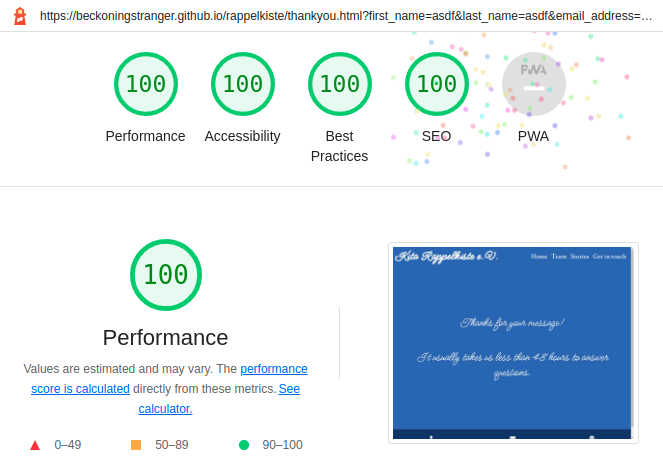 https://beckoningstranger.github.io/rappelkiste/thankyou.html?first_name=asdf&last_name=asdf&email_address=…
100 100 100 100 PWA
Performance Accessibility Best Practices SEO PWA
100
Performance
Values are estimated and may vary. The performance
score is calculated directly from these metrics. See
calculator.
0–49 50–89 90–100
Kita Rappelkiste e.V. Home Team Stories Get in touch
Thanks for your message!
It usually takes us less than 48 hours to answer
questions.